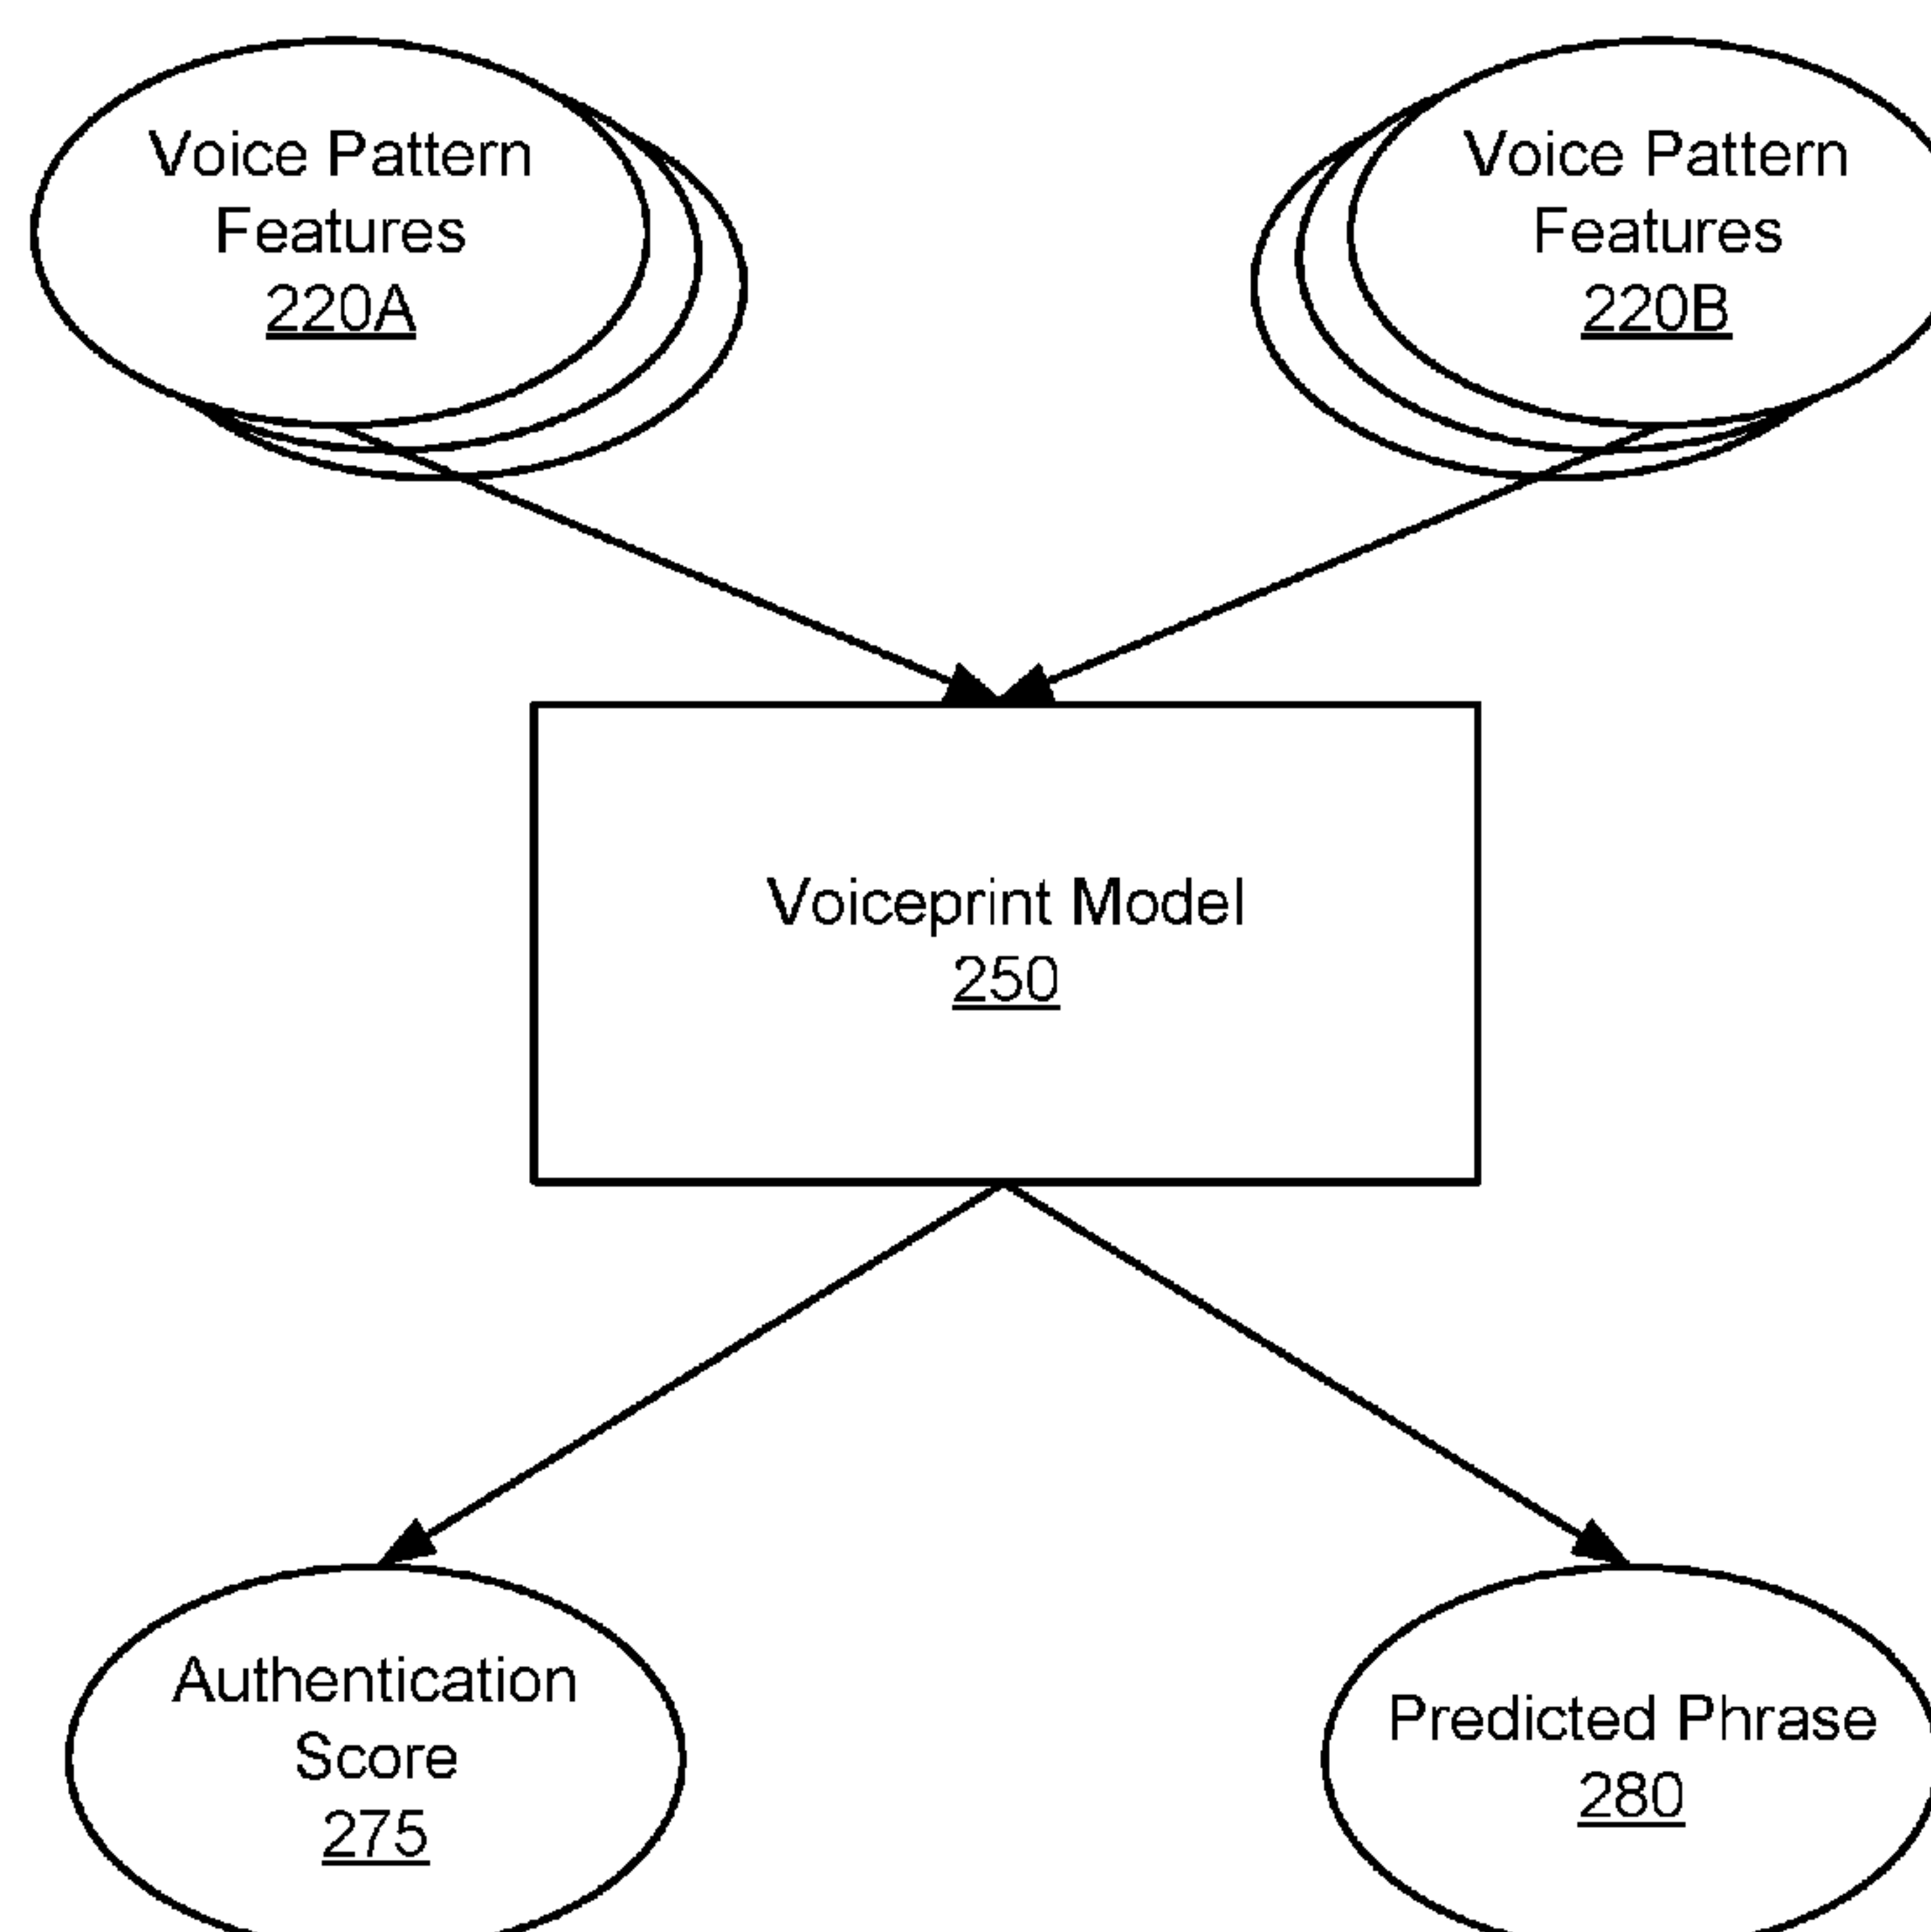 Voice Pattern
Features
220A
Voice Pattern
Features
220B
Voiceprint Model
250
Authentication
Score
275
Predicted Phrase
280